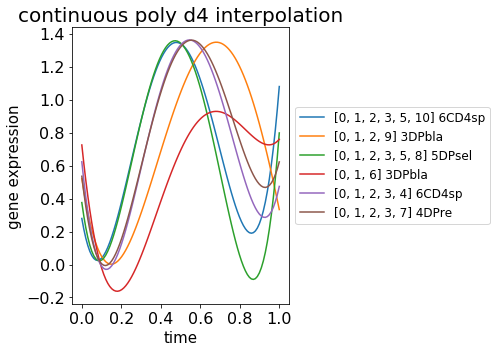 continuous poly d4 interpolation
gene expression
1.4
1.2
1.0
0.8
0.6
0.4
0.2
0.0
−0.2
0.0 0.2 0.4 0.6 0.8 1.0
time
[0, 1, 2, 3, 5, 10] 6CD4sp
[0, 1, 2, 9] 3DPbla
[0, 1, 2, 3, 5, 8] 5DPsel
[0, 1, 6] 3DPbla
[0, 1, 2, 3, 4] 6CD4sp
[0, 1, 2, 3, 7] 4DPre